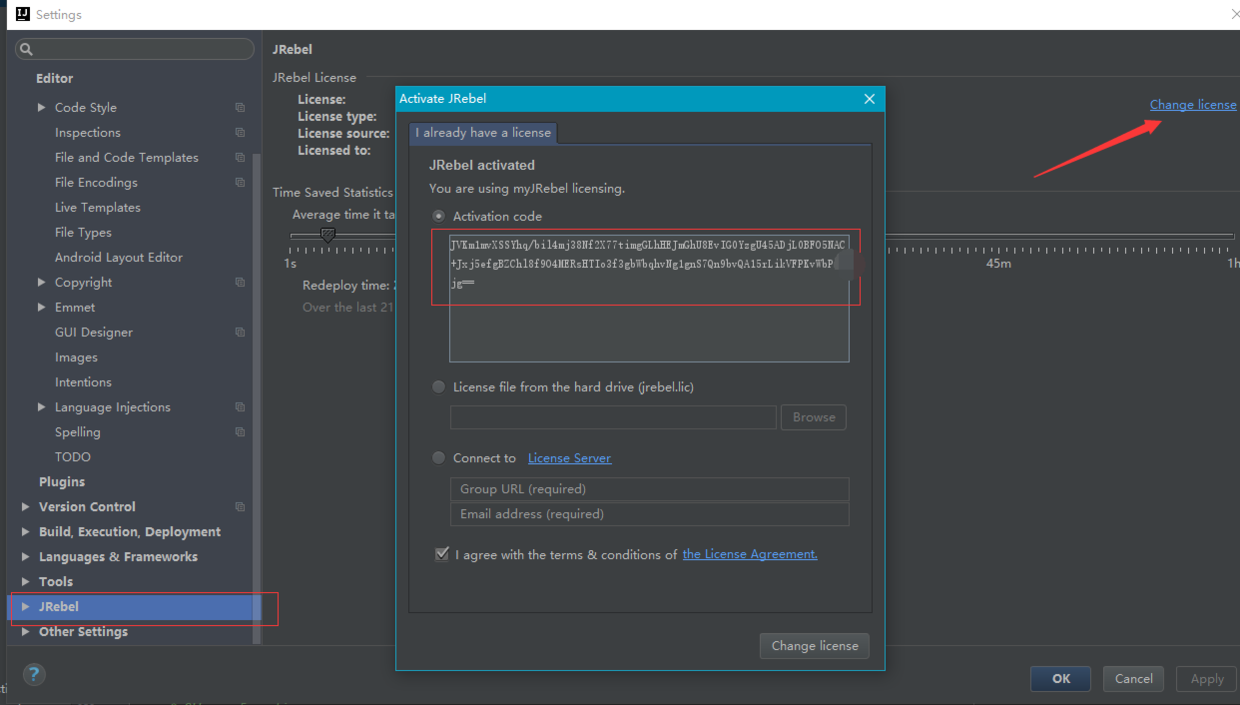 Settings
Editor
Code Style
Inspections
File and Code Templates
File Encodings
Live Templates
File Types
Android Layout Editor
Copyright
Emmet
GUI Designer
Images
Intentions
Language Injections
Spelling
TODO
Plugins
Version Control
Build, Execution, Deployment
Languages & Frameworks
Tools
JRebel
Other Settings
?
JRebel
JRebel License
License:
License type:
License source:
Licensed to:
Change license
Time Saved Statistics
Average time it ta
1s
45m
1h
Redeploy time:
Over the last 21
Activate JRebel
I already have a license
JRebel activated
You are using myJRebel licensing.
Activation code
License file from the hard drive (jrebel.lic)
Browse
Connect to License Server
Group URL (required)
Email address (required)
I agree with the terms & conditions of the License Agreement.
Change license
OK
Cancel
Apply